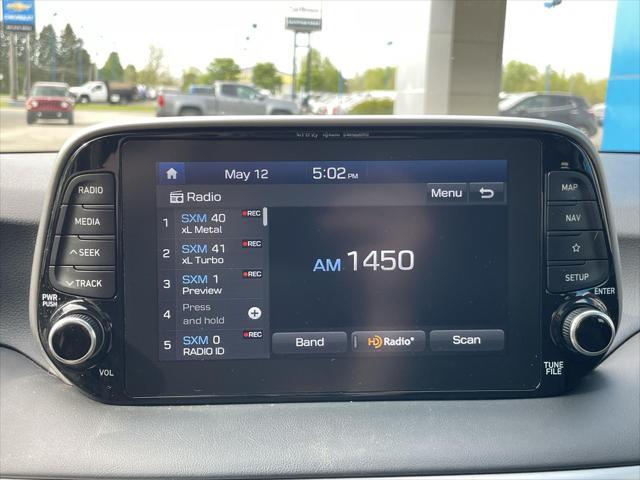 CHEVROLET
RADIO
MEDIA
SEEK
TRACK
PWR
PUSH
VOL
May 12
5:02 PM
Radio
Menu
1
SXM 40
REC
xL Metal
2
SXM 41
REC
xL Turbo
3
SXM 1
REC
Preview
4
Press
and hold
5
SXM 0
REC
RADIO ID
AM 1450
Band
HD Radio
Scan
MAP
NAV
SETUP
ENTER
TUNE
FILE